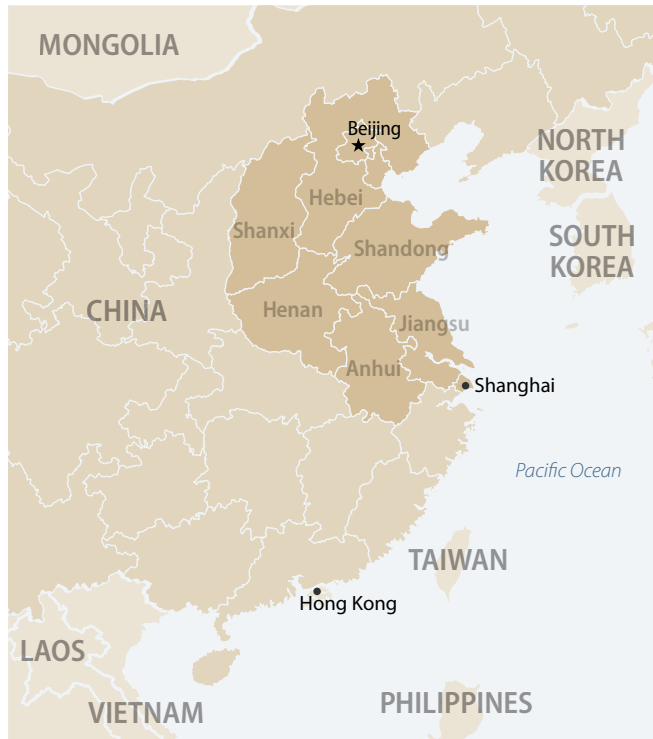 MONGOLIA
Beijing
NORTH
KOREA
Hebei
Shanxi
Shandong
SOUTH
KOREA
CHINA
Henan
Jiangsu
Anhui
Shanghai
Pacific Ocean
TAIWAN
Hong Kong
LAOS
VIETNAM
PHILIPPINES